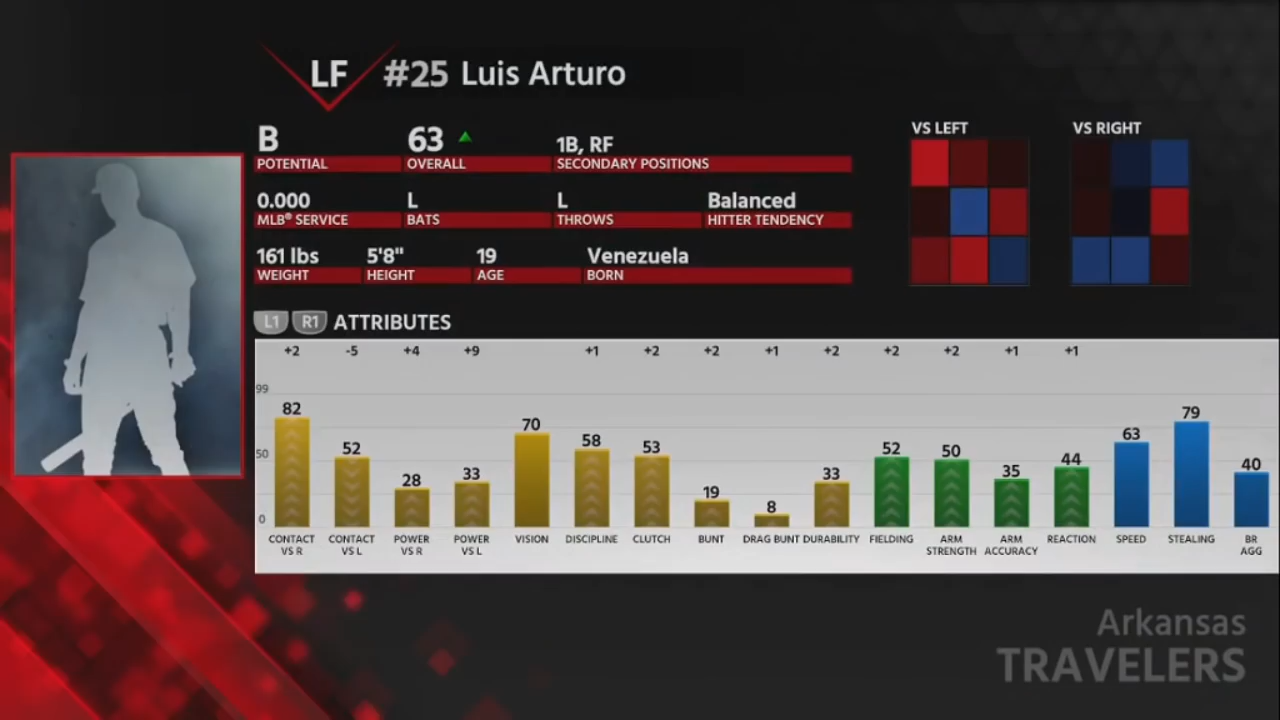 LF #25 Luis Arturo
B 63 1B, RF
POTENTIAL OVERALL SECONDARY POSITIONS
0.000 L L Balanced
MLB® SERVICE BATS THROWS HITTER TENDENCY
161 lbs 5'8" 19 Venezuela
WEIGHT HEIGHT AGE BORN
VS LEFT VS RIGHT
L1 R1 ATTRIBUTES
+2 -5 +4 +9 +1 +2 +2 +1 +2 +2 +2 +1 +1
99
50
0
82 52 28 33 70 58 53 19 8 33 52 50 35 44 63 79 40
CONTACT VS R
CONTACT VS L
POWER VS R
POWER VS L
VISION
DISCIPLINE
CLUTCH
BUNT
DRAG BUNT
DURABILITY
FIELDING
ARM STRENGTH
ARM ACCURACY
REACTION
SPEED
STEALING
BR AGG
Arkansas
TRAVELERS